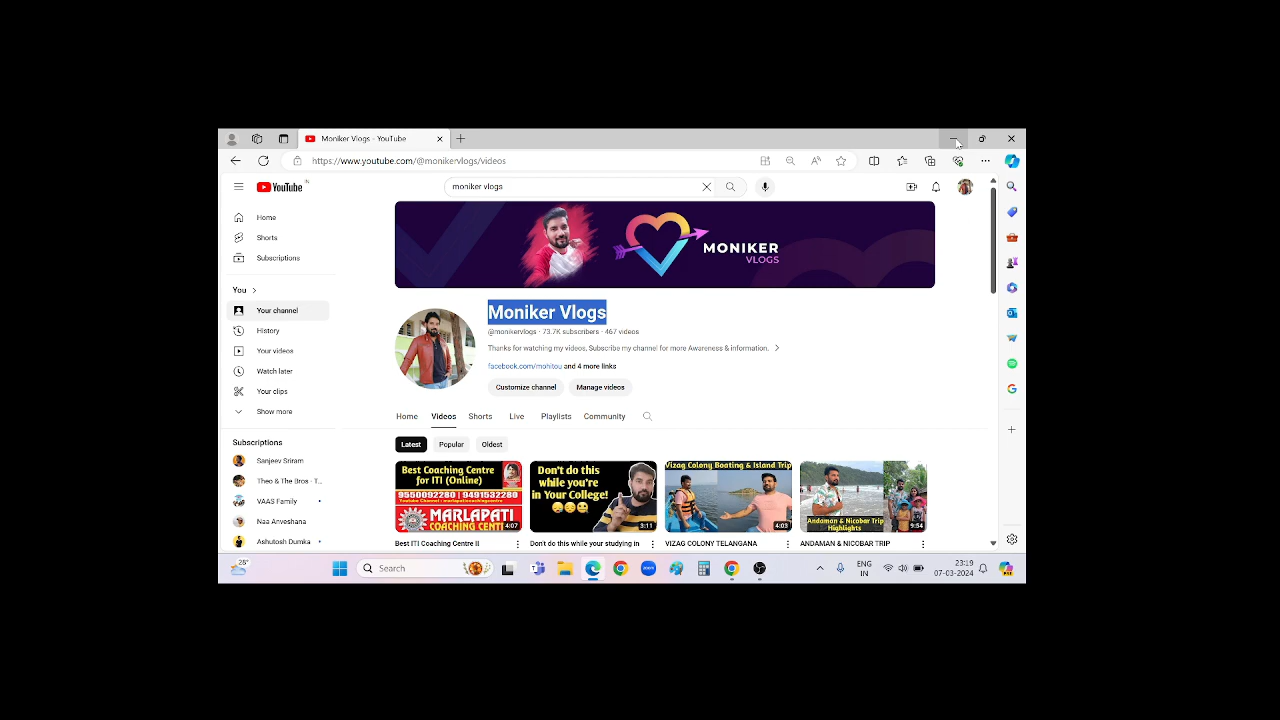 Moniker Vlogs - YouTube
https://www.youtube.com/@monikervlogs/videos
YouTube IN
moniker vlogs
Home
Shorts
Subscriptions
You
Your channel
History
Your videos
Watch later
Your clips
Show more
Subscriptions
Sanjeev Sriram
Theo & The Bros - T...
VAAS Family
Naa Anveshana
Ashutosh Dumka
MONIKER
VLOGS
Moniker Vlogs
@monikervlogs · 73.7K subscribers · 467 videos
Thanks for watching my videos. Subscribe my channel for more Awareness & information.
facebook.com/mohitou and 4 more links
Customize channel Manage videos
Home Videos Shorts Live Playlists Community
Latest Popular Oldest
Best Coaching Centre
for ITI (Online)
9550092280 | 9491532280
MARLAPATI
COACHING CENT
4:07
Best ITI Coaching Centre II
Don't do this
while you're
in Your College!
3:11
Don't do this while your studying in
Vizag Colony Boating & Island Trip
4:03
VIZAG COLONY TELANGANA
Andaman & Nicobar Trip
Highlights
9:54
ANDAMAN & NICOBAR TRIP
28°
Search
zoom
ENG
IN
23:19
07-03-2024